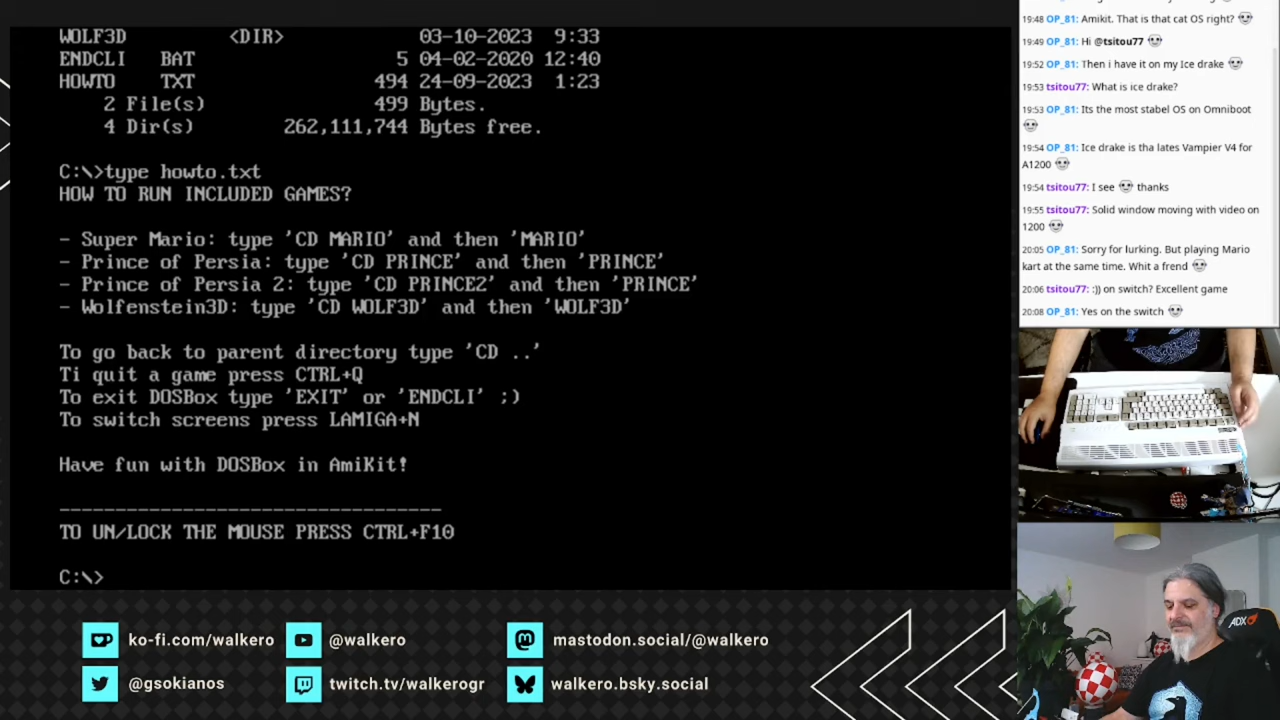 WOLF3D <DIR> 03-10-2023 9:33
ENDCLI BAT 5 04-02-2020 12:40
HOWTO TXT 494 24-09-2023 1:23
2 File(s) 499 Bytes.
4 Dir(s) 262,111,744 Bytes free.
C:\>type howto.txt
HOW TO RUN INCLUDED GAMES?
- Super Mario: type 'CD MARIO' and then 'MARIO'
- Prince of Persia: type 'CD PRINCE' and then 'PRINCE'
- Prince of Persia 2: type 'CD PRINCE2' and then 'PRINCE'
- Wolfenstein3D: type 'CD WOLF3D' and then 'WOLF3D'
To go back to parent directory type 'CD ..'
Ti quit a game press CTRL+Q
To exit DOSBox type 'EXIT' or 'ENDCLI' ;)
To switch screens press LAMIGA+N
Have fun with DOSBox in AmiKit!
----------------------------------
TO UN/LOCK THE MOUSE PRESS CTRL+F10
C:\>
19:48 OP_81: Amikit. That is that cat OS right?
19:49 OP_81: Hi @tsitou77
19:52 OP_81: Then i have it on my Ice drake
19:53 tsitou77: What is ice drake?
19:53 OP_81: Its the most stabel OS on Omniboot
19:54 OP_81: Ice drake is tha lates Vampier V4 for
A1200
19:54 tsitou77: I see thanks
19:55 tsitou77: Solid window moving with video on
1200
20:05 OP_81: Sorry for lurking. But playing Mario
kart at the same time. Whit a frend
20:06 tsitou77: :)) on switch? Excellent game
20:08 OP_81: Yes on the switch
ADX
ko-fi.com/walkero
@walkero
mastodon.social/@walkero
@gsokianos
twitch.tv/walkerogr
walkero.bsky.social